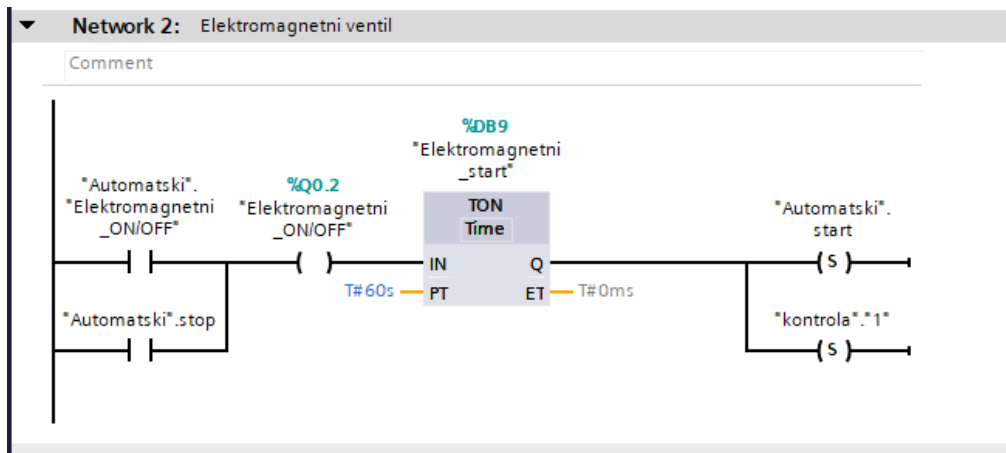 Network 2: Elektromagnetni ventil
Comment
%DB9
"Elektromagnetni
_start"
"Automatski".
"Elektromagnetni
_ON/OFF"
%Q0.2
"Elektromagnetni
_ON/OFF"
TON
Time
"Automatski".
start
IN
Q
S
T#60s
PT
ET
T#0ms
"Automatski".stop
"kontrola"."1"
S